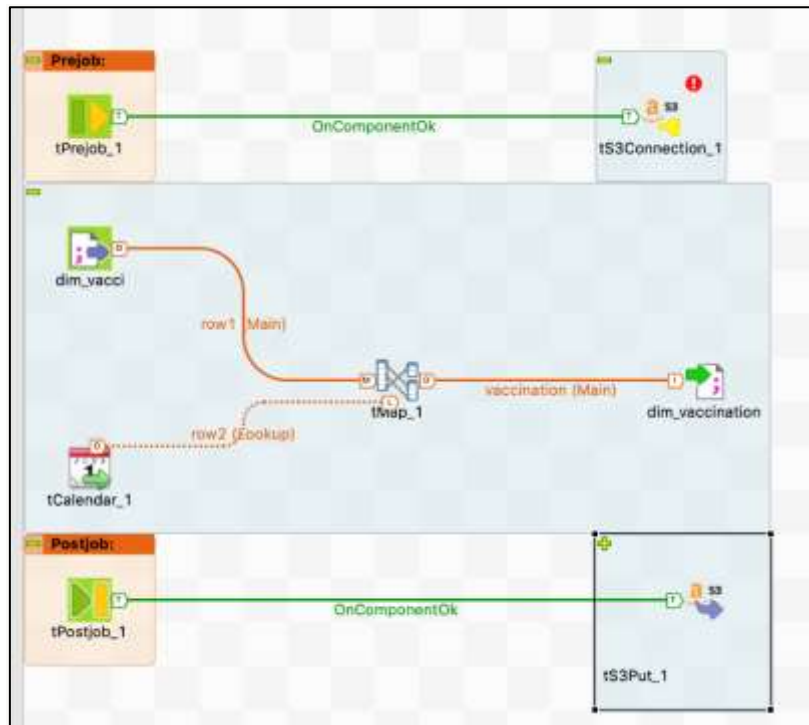 Prejob:
T
T
a S3
tPrejob_1
OnComponentOk
tS3Connection_1
dim_vacci
row1 (Main)
vaccination (Main)
tMap_1
dim_vaccination
row2 (Lookup)
1
tCalendar_1
Postjob:
T
T
a S3
OnComponentOk
tPostjob_1
tS3Put_1